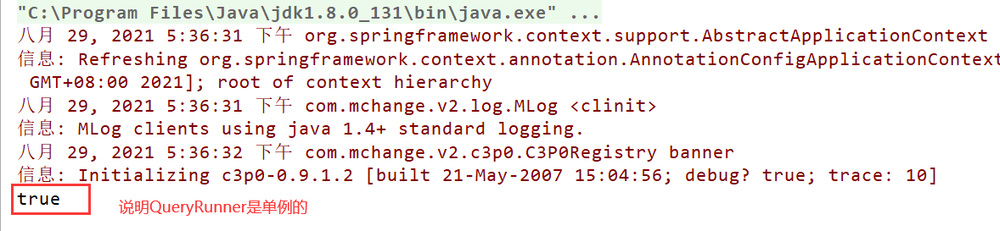 "C:\Program Files\Java\jdk1.8.0_131\bin\java.exe" ...
八月 29, 2021 5:36:31 下午 org.springframework.context.support.AbstractApplicationContext
信息: Refreshing org.springframework.context.annotation.AnnotationConfigApplicationContext
GMT+08:00 2021]; root of context hierarchy
八月 29, 2021 5:36:31 下午 com.mchange.v2.log.MLog <clinit>
信息: MLog clients using java 1.4+ standard logging.
八月 29, 2021 5:36:32 下午 com.mchange.v2.c3p0.C3P0Registry banner
信息: Initializing c3p0-0.9.1.2 [built 21-May-2007 15:04:56; debug? true; trace: 10]
true 说明QueryRunner是单例的